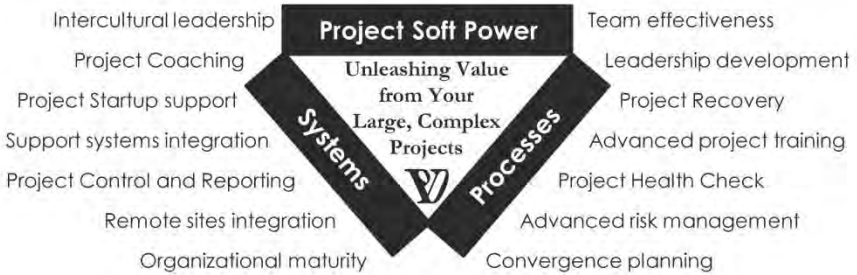 Intercultural leadership
Project Coaching
Project Startup support
Support systems integration
Project Control and Reporting
Remote sites integration
Organizational maturity
Project Soft Power
Unleashing Value
from Your
Large, Complex
Projects
Systems
Processes
Team effectiveness
Leadership development
Project Recovery
Advanced project training
Project Health Check
Advanced risk management
Convergence planning